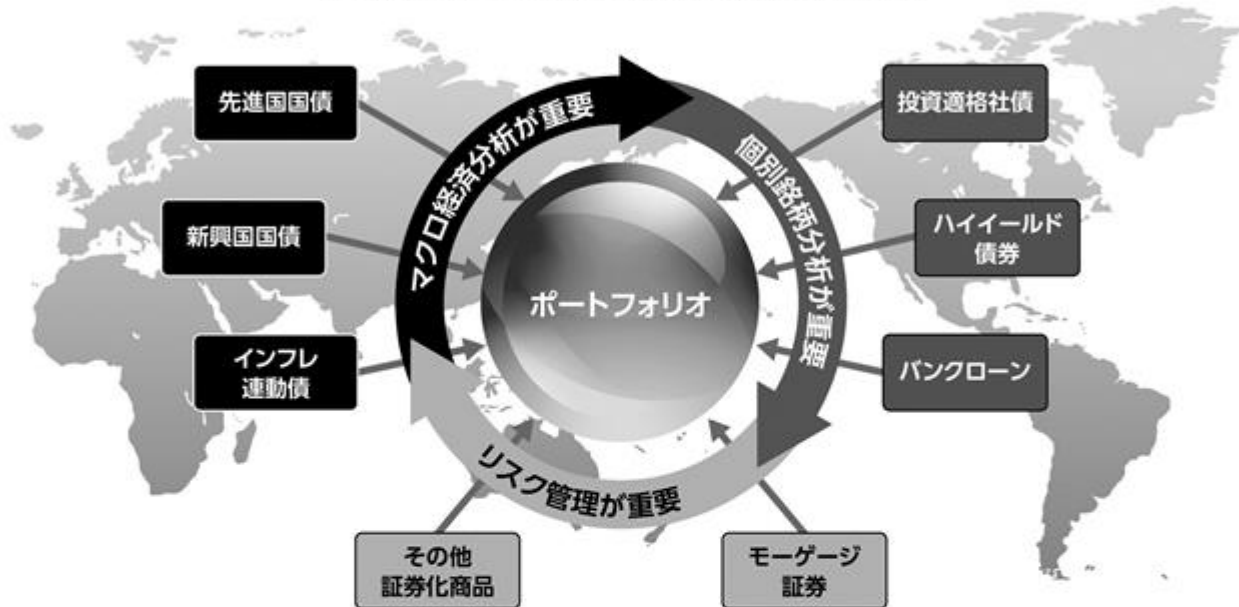 先進国国債
投資適格社債
マクロ経済分析が重要
個別銘柄分析が重要
新興国国債
ハイイールド
債券
ポートフォリオ
インフレ
連動債
バンクローン
リスク管理が重要
その他
証券化商品
モーゲージ
証券